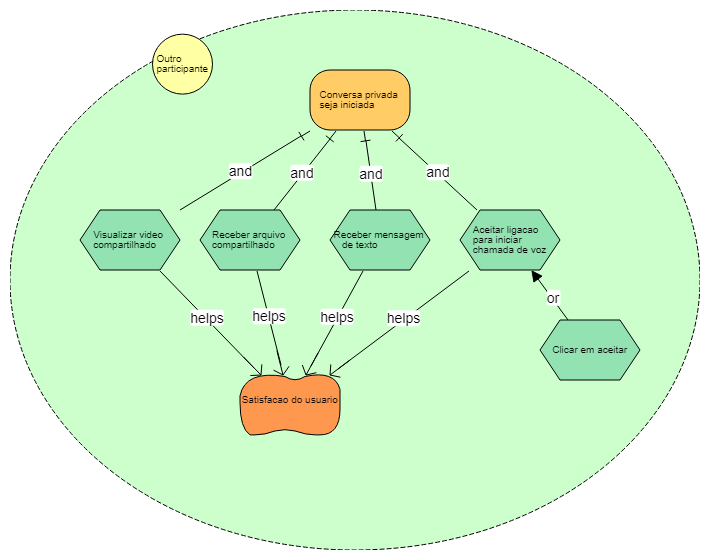 Outro
participante
Conversa privada
seja iniciada
and
and
and
and
Visualizar video
compartilhado
Receber arquivo
compartilhado
Receber mensagem
de texto
Aceitar ligacao
para iniciar
chamada de voz
helps
helps
helps
helps
or
Clicar em aceitar
Satisfacao do usuario